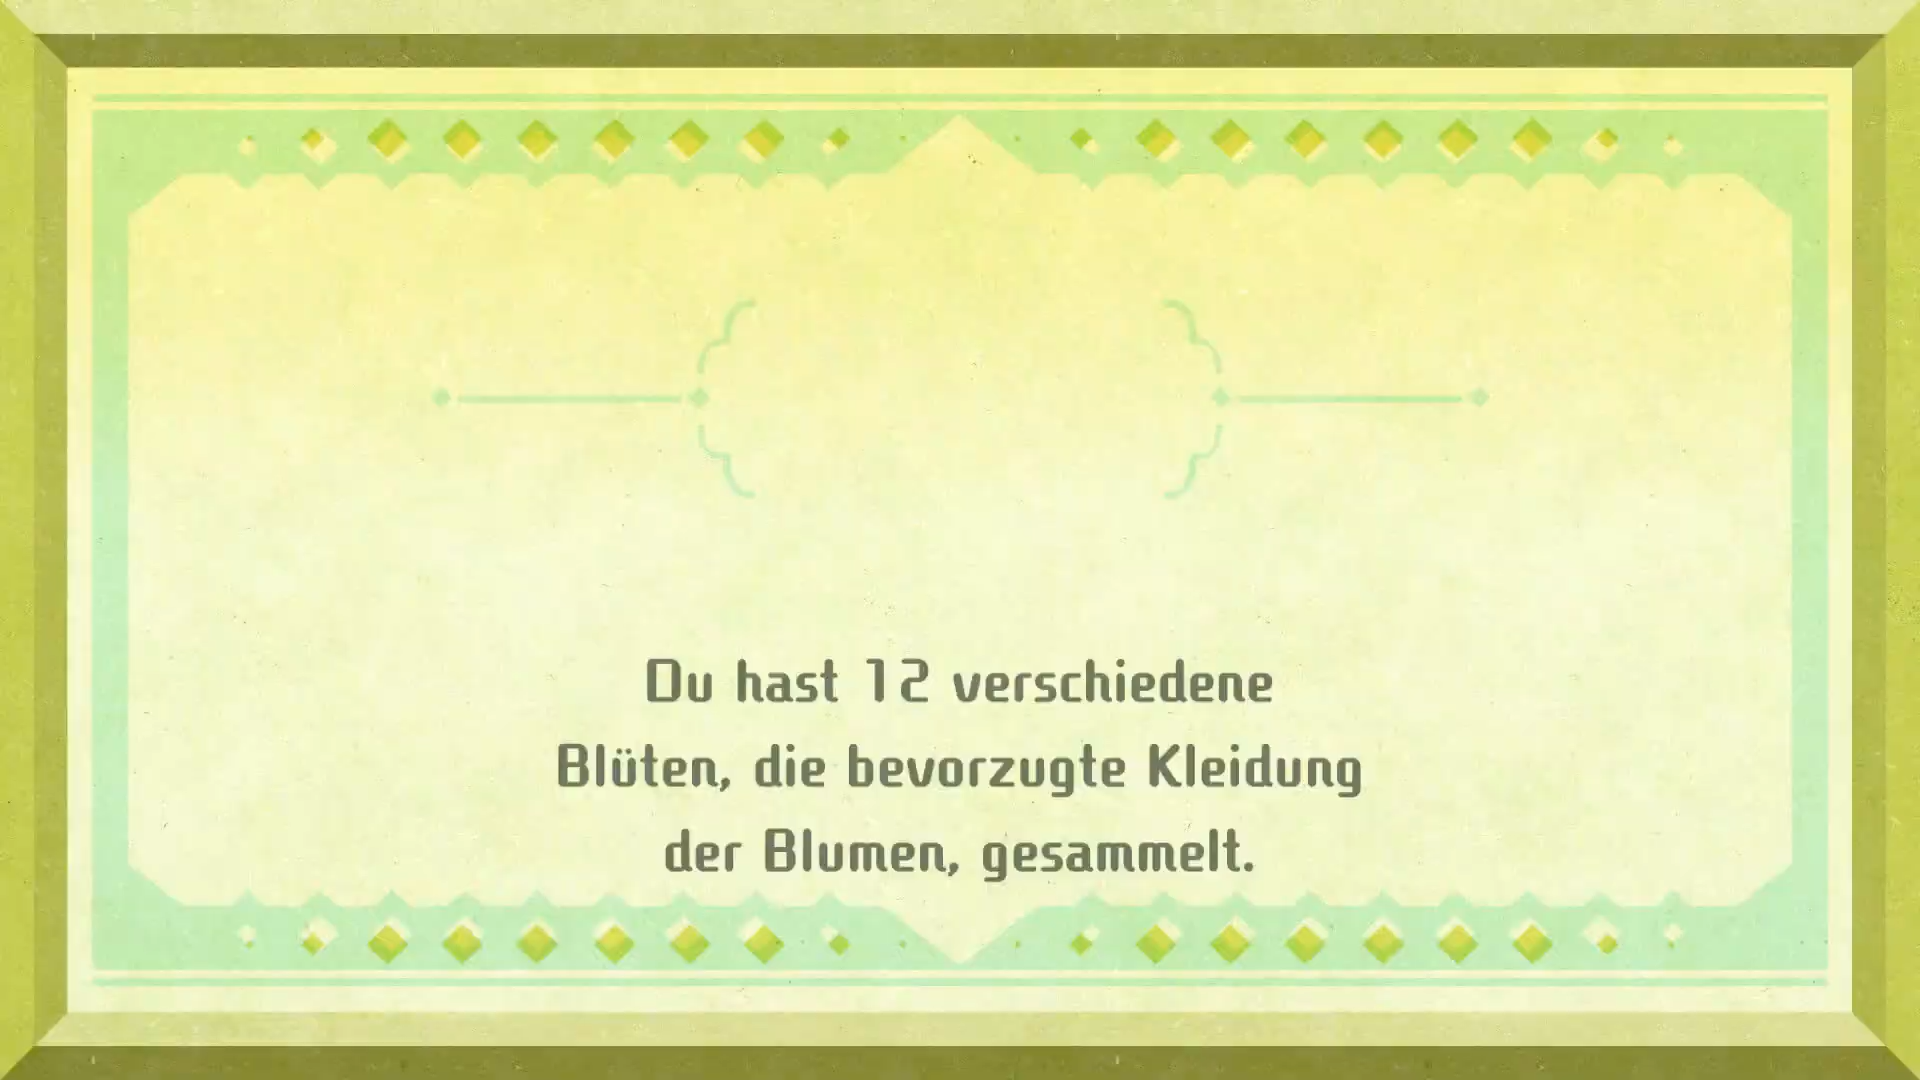 Du hast 12 verschiedene
Blüten, die bevorzugte Kleidung
der Blumen, gesammelt.